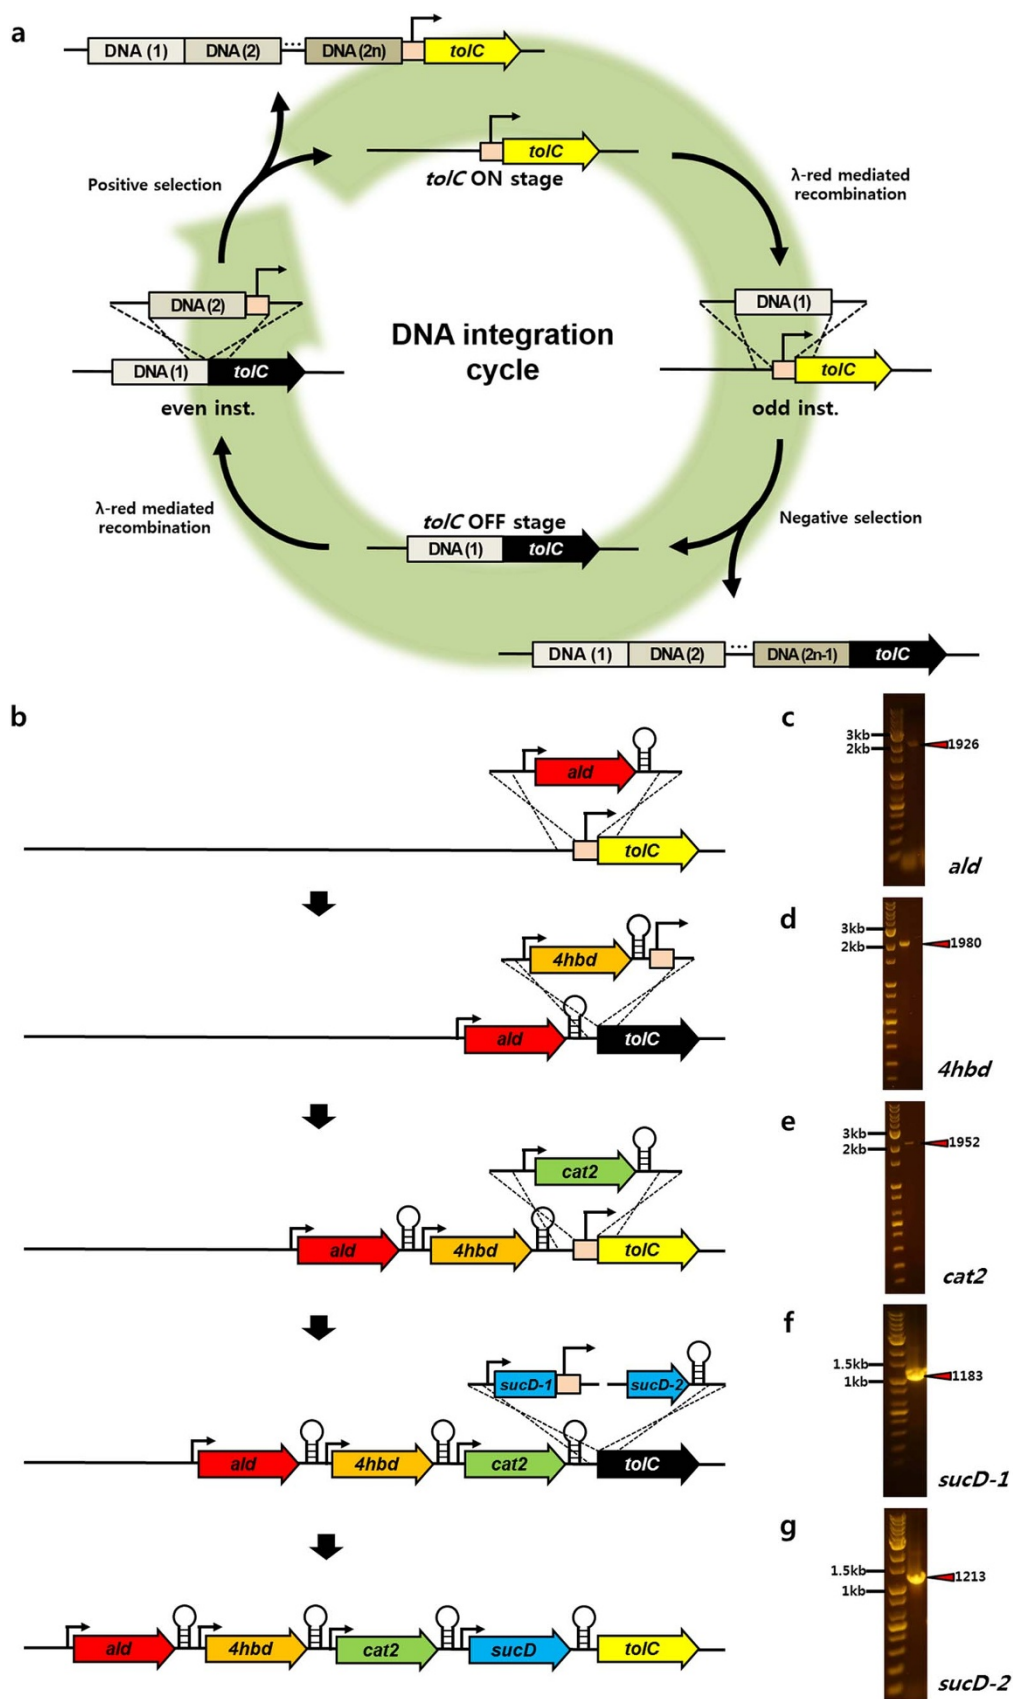 a
DNA (1) DNA (2) ... DNA (2n) tolC
tolC
tolC ON stage
Positive selection
λ-red mediated
recombination
DNA (2)
DNA (1)
DNA (1) tolC
even inst.
DNA integration
cycle
tolC
odd inst.
λ-red mediated
recombination
tolC OFF stage
DNA (1) tolC
Negative selection
DNA (1) DNA (2) ... DNA (2n-1) tolC
b
ald
tolC
4hbd
ald tolC
cat2
ald 4hbd tolC
sucD-1 sucD-2
ald 4hbd cat2 tolC
ald 4hbd cat2 sucD tolC
c
3kb
2kb
1926
ald
d
3kb
2kb
1980
4hbd
e
3kb
2kb
1952
cat2
f
1.5kb
1kb
1183
sucD-1
g
1.5kb
1kb
1213
sucD-2